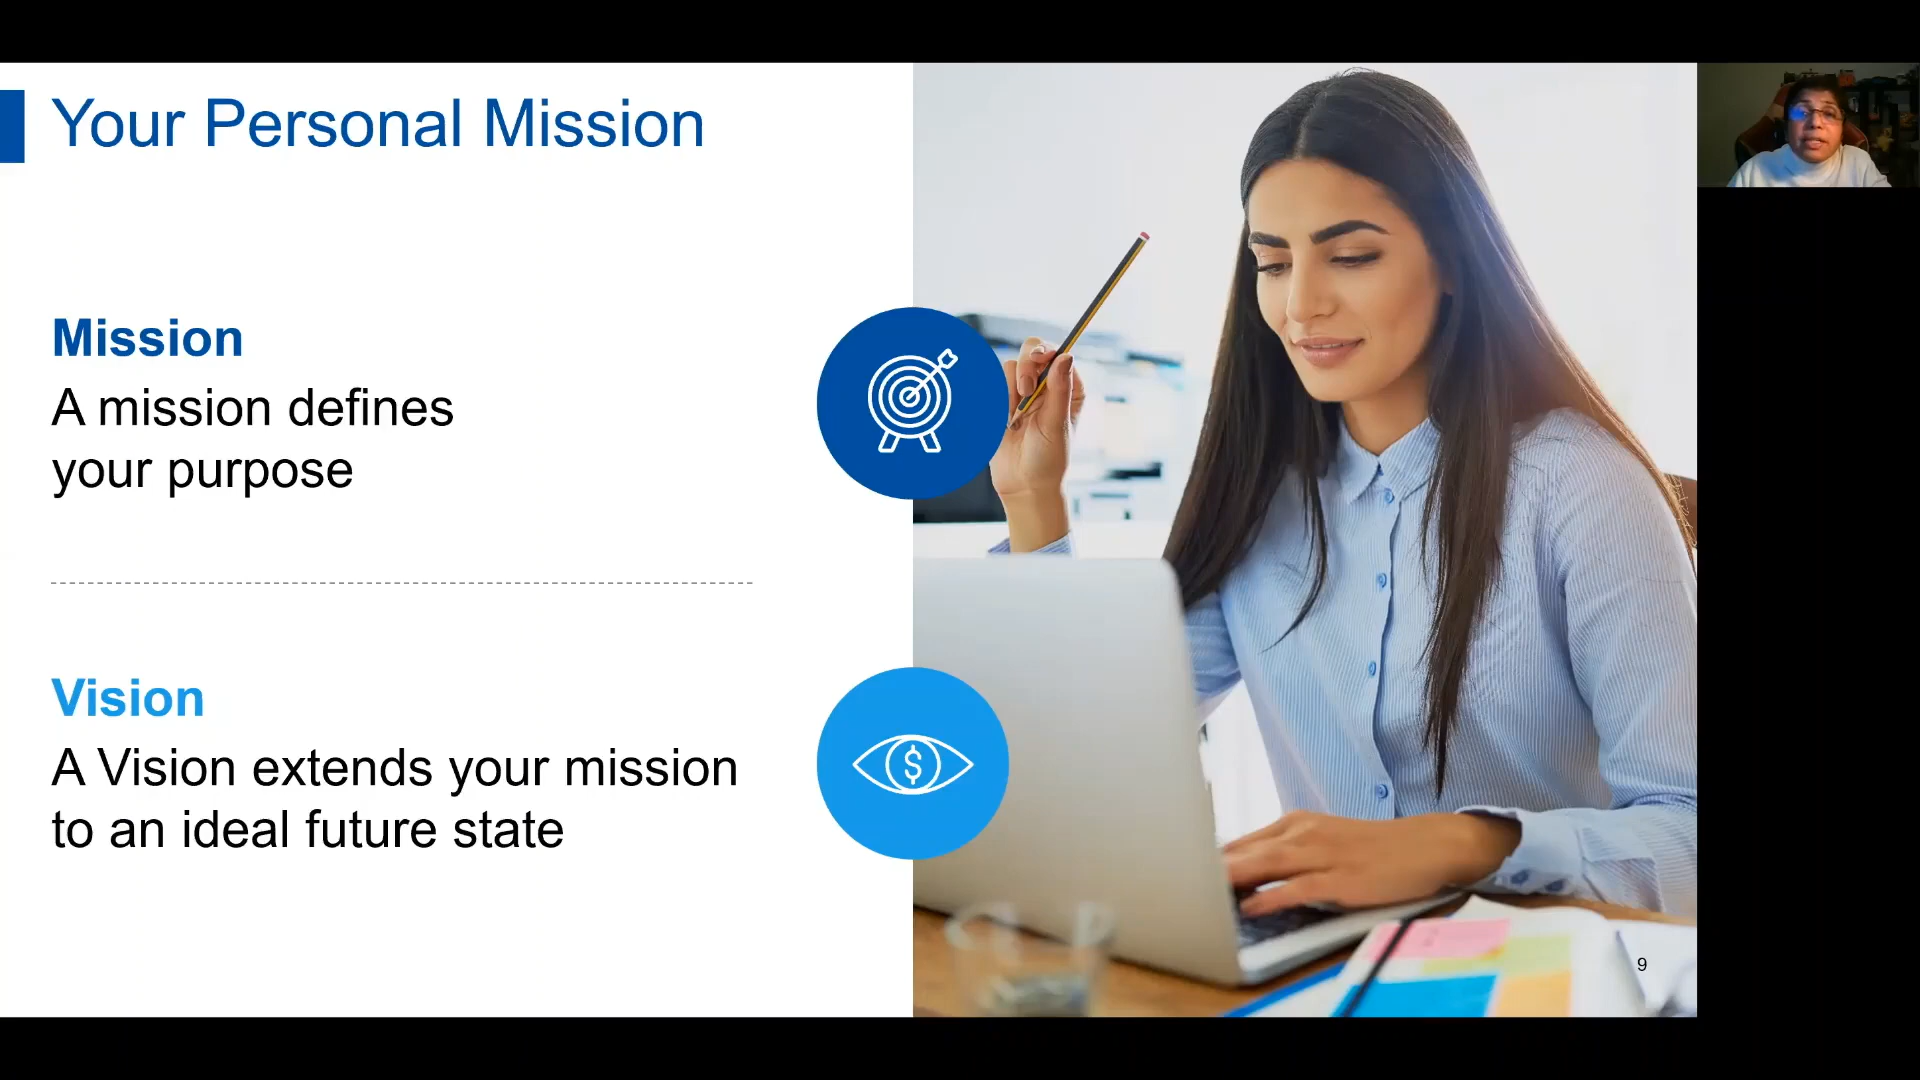 Your Personal Mission
Mission
A mission defines
your purpose
Vision
A Vision extends your mission
to an ideal future state
$
9